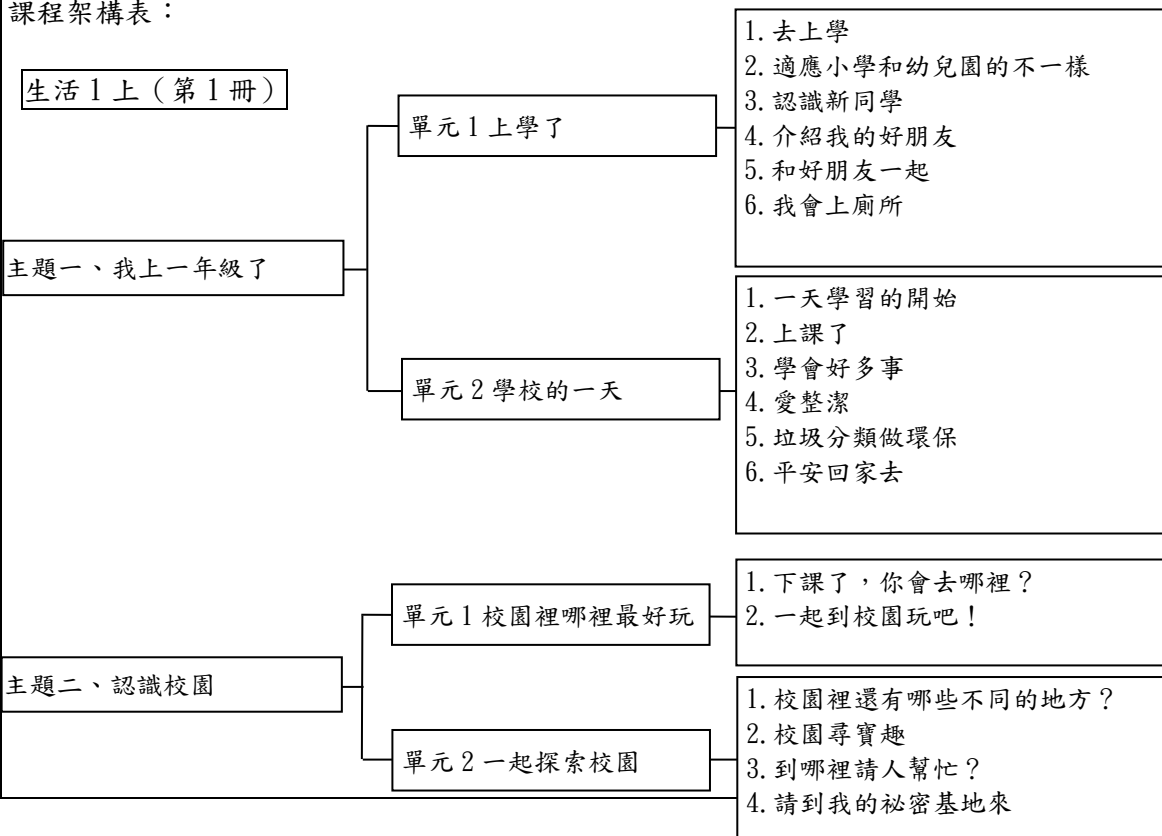 課程架構表：
生活1上（第1冊）
主題一、我上一年級了
單元1上學了
1.去上學
2.適應小學和幼兒園的不一樣
3.認識新同學
4.介紹我的好朋友
5.和好朋友一起
6.我會上廁所
單元2學校的一天
1.一天學習的開始
2.上課了
3.學會好多事
4.愛整潔
5.垃圾分類做環保
6.平安回家去
主題二、認識校園
單元1校園裡哪裡最好玩
1.下課了，你會去哪裡？
2.一起到校園玩吧！
單元2一起探索校園
1.校園裡還有哪些不同的地方？
2.校園尋寶趣
3.到哪裡請人幫忙？
4.請到我的祕密基地來